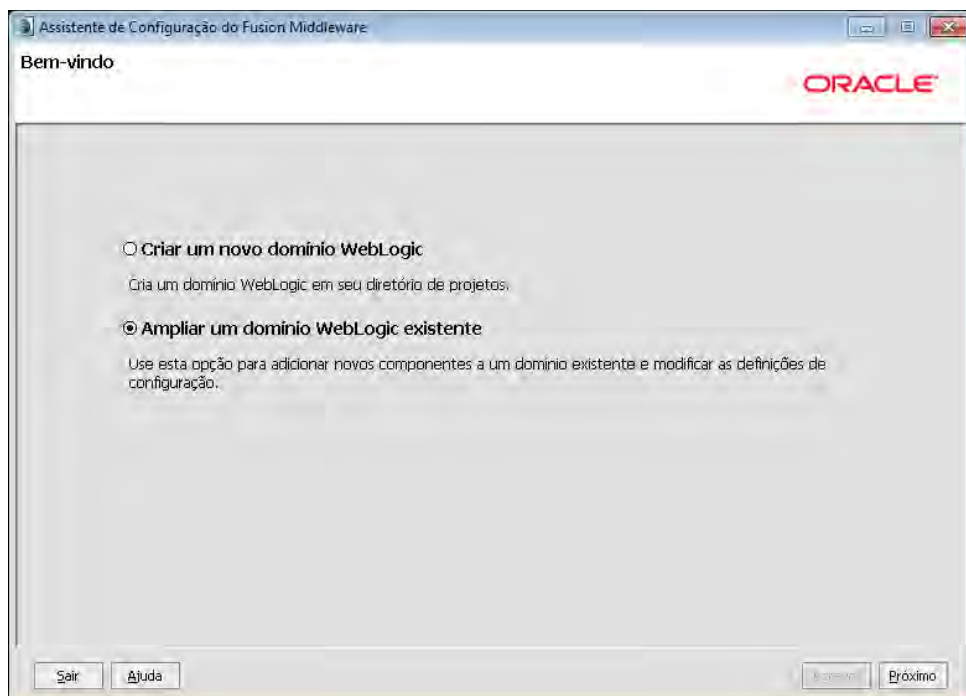 Assistente de Configuração do Fusion Middleware
Bem-vindo
ORACLE
Criar um novo domínio WebLogic
Cria um domínio WebLogic em seu diretório de projetos.
Ampliar um domínio WebLogic existente
Use esta opção para adicionar novos componentes a um domínio existente e modificar as definições de
configuração.
Sair Ajuda Próximo